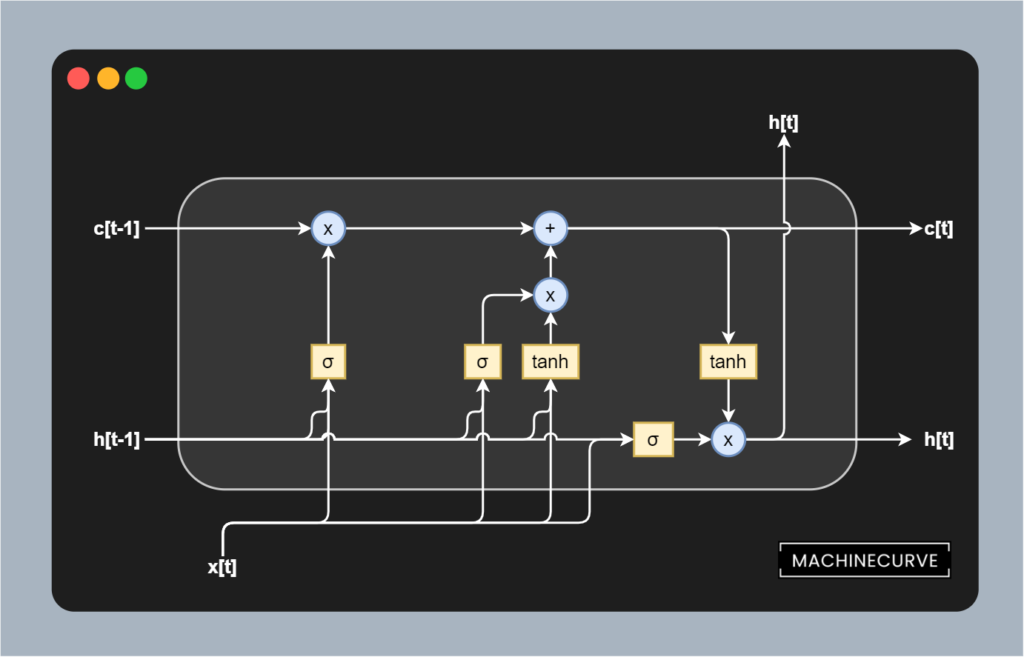 h[t]
c[t-1]
x
+
c[t]
x
σ
σ
tanh
tanh
h[t-1]
σ
x
h[t]
x[t]
MACHINECURVE